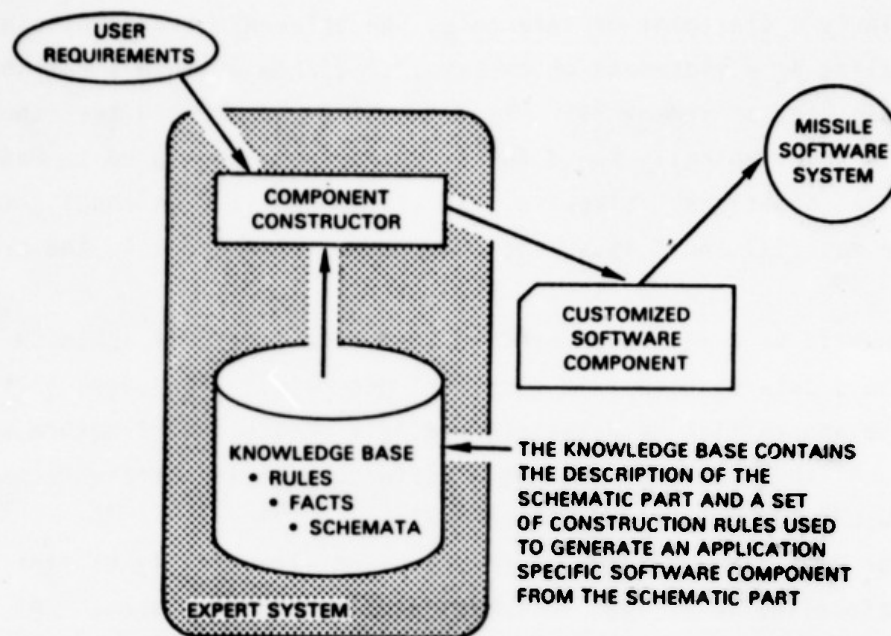 USER
REQUIREMENTS
MISSILE
SOFTWARE
SYSTEM
COMPONENT
CONSTRUCTOR
CUSTOMIZED
SOFTWARE
COMPONENT
KNOWLEDGE BASE
• RULES
• FACTS
• SCHEMATA
THE KNOWLEDGE BASE CONTAINS
THE DESCRIPTION OF THE
SCHEMATIC PART AND A SET
OF CONSTRUCTION RULES USED
TO GENERATE AN APPLICATION
SPECIFIC SOFTWARE COMPONENT
FROM THE SCHEMATIC PART
EXPERT SYSTEM